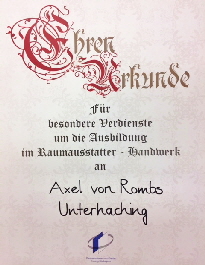 Ehren
Urkunde
Für
besondere Verdienste
um die Ausbildung
im Raumausstatter - Handwerk
an
Axel von Rombs
Unterhaching